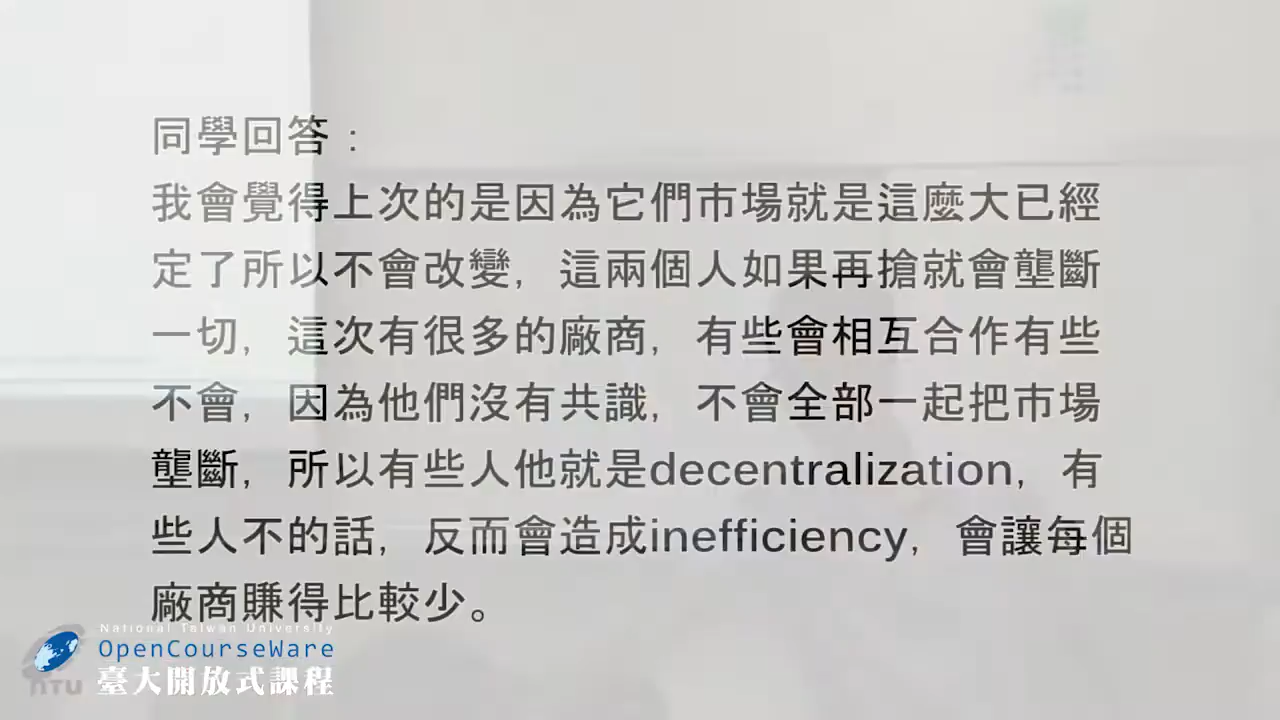 同學回答：
我會覺得上次的是因為它們市場就是這麼大已經
定了所以不會改變，這兩個人如果再搶就會壟斷
一切，這次有很多的廠商，有些會相互合作有些
不會，因為他們沒有共識，不會全部一起把市場
壟斷，所以有些人他就是decentralization，有
些人不的話，反而會造成inefficiency，會讓每個
廠商賺得比較少。
National Taiwan University
OpenCourseWare
NTU
臺大開放式課程